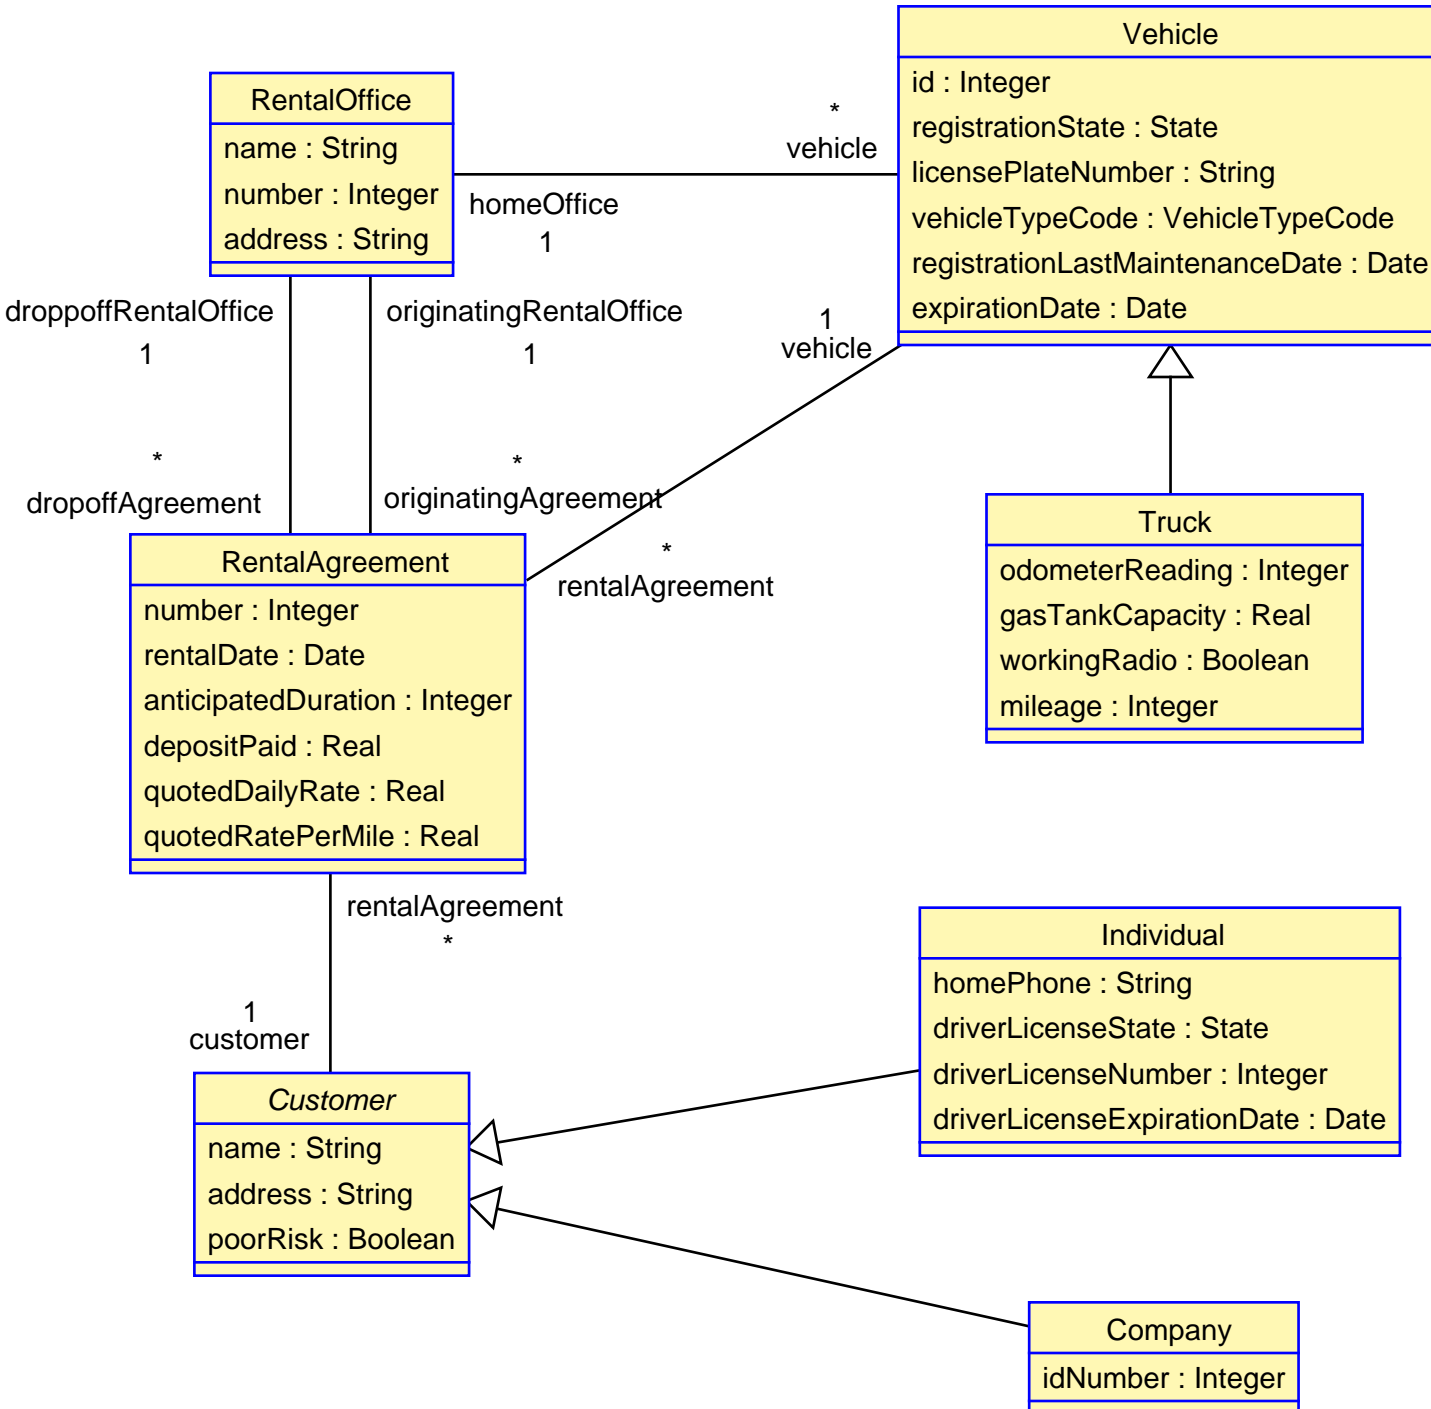 Vehicle
id : Integer
registrationState : State
licensePlateNumber : String
vehicleTypeCode : VehicleTypeCode
registrationLastMaintenanceDate : Date
expirationDate : Date
RentalOffice
name : String
number : Integer
address : String
*
vehicle
homeOffice
1
droppoffRentalOffice
1
originatingRentalOffice
1
1
vehicle
*
dropoffAgreement
*
originatingAgreement
*
rentalAgreement
RentalAgreement
number : Integer
rentalDate : Date
anticipatedDuration : Integer
depositPaid : Real
quotedDailyRate : Real
quotedRatePerMile : Real
Truck
odometerReading : Integer
gasTankCapacity : Real
workingRadio : Boolean
mileage : Integer
rentalAgreement
*
1
customer
Customer
name : String
address : String
poorRisk : Boolean
Individual
homePhone : String
driverLicenseState : State
driverLicenseNumber : Integer
driverLicenseExpirationDate : Date
Company
idNumber : Integer